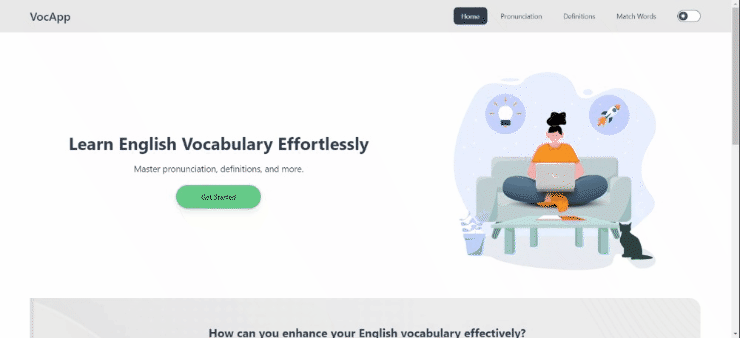 VocApp
Home Pronunciation Definitions Match Words
Learn English Vocabulary Effortlessly
Master pronunciation, definitions, and more.
Get Started
How can you enhance your English vocabulary effectively?